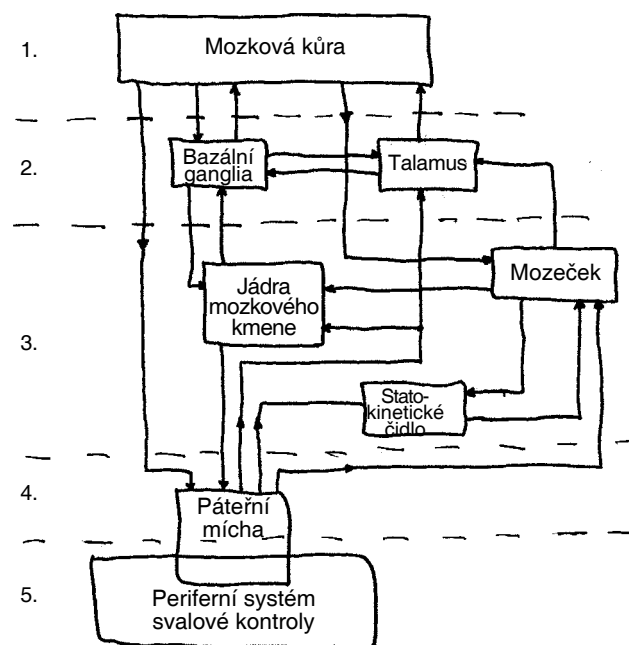 1.
Mozková kůra
2.
Bazální
ganglia
Talamus
3.
Jádra
mozkového
kmene
Mozeček
Stato-
kinetické
čidlo
4.
Páteřní
mícha
5.
Periferní systém
svalové kontroly